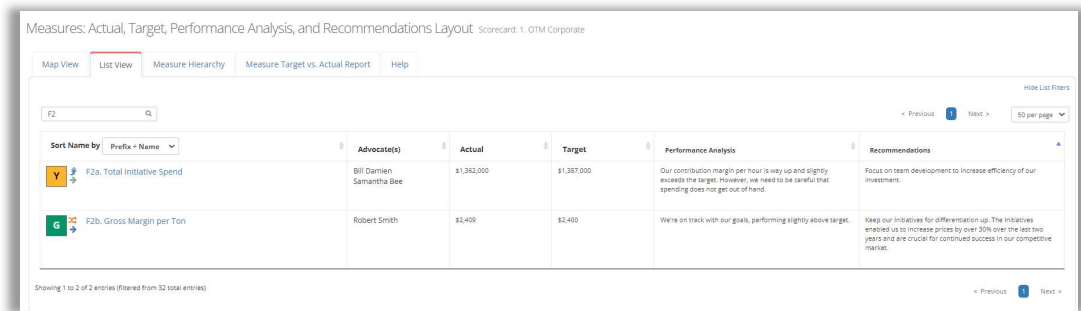 Measures: Actual, Target, Performance Analysis, and Recommendations Layout Scorecard: 1. OTM Corporate
Map View List View Measure Hierarchy Measure Target vs. Actual Report Help
Hide List Filters
F2 < Previous 1 Next > 50 per page
Sort Name by Prefix + Name Advocate(s) Actual Target Performance Analysis Recommendations
Y F2a. Total Initiative Spend
Bill Damien
Samantha Bee
$1,362,000
$1,357,000
Our contribution margin per hour is way up and slightly
exceeds the target. However, we need to be careful that
spending does not get out of hand.
Focus on team development to increase efficiency of our
investment.
G F2b. Gross Margin per Ton
Robert Smith
$2,409
$2,400
We're on track with our goals, performing slightly above target.
Keep our initiatives for differentiation up. The initiatives
enabled us to increase prices by over 30% over the last two
years and are crucial for continued success in our competitive
market.
Showing 1 to 2 of 2 entries (filtered from 32 total entries)
< Previous 1 Next >